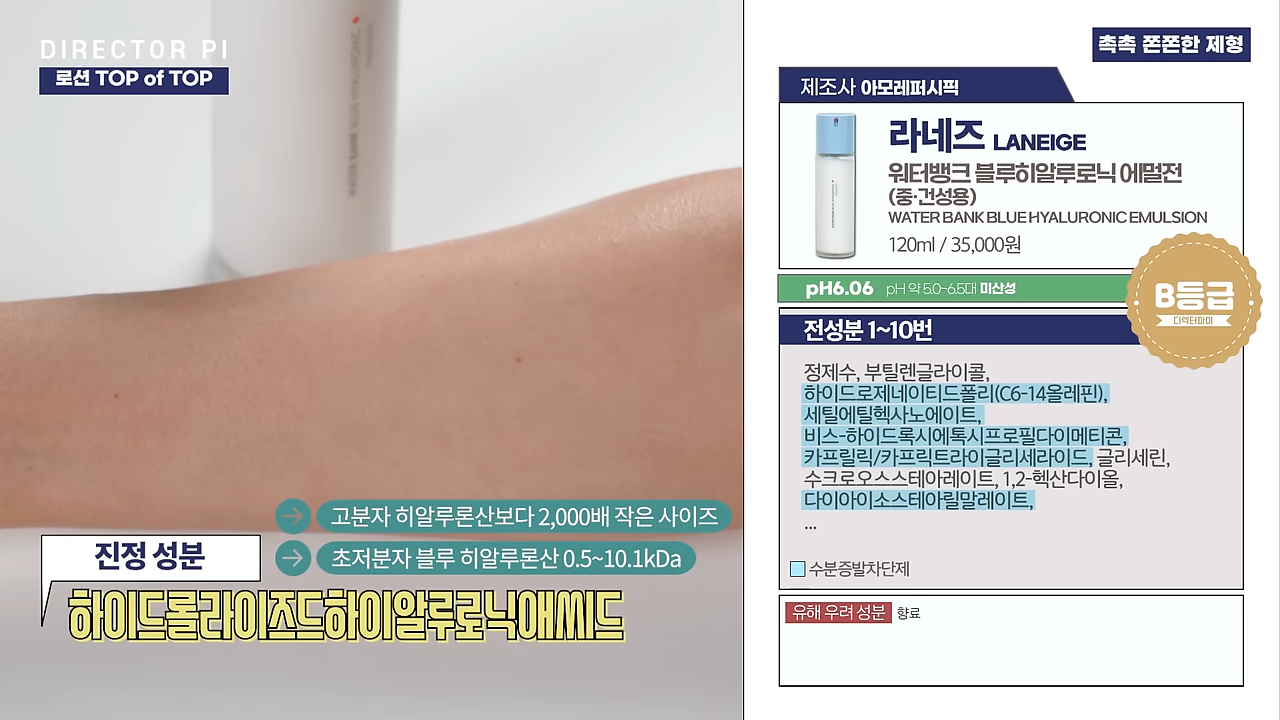 DIRECTOR PI
로션 TOP of TOP
고분자 히알루론산보다 2,000배 작은 사이즈
초저분자 블루 히알루론산 0.5~10.1kDa
진정 성분
하이드롤라이즈드하이알루로닉애씨드
촉촉 쫀쫀한 제형
제조사 아모레퍼시픽
라네즈 LANEIGE
워터뱅크 블루히알루로닉 에멀전
(중·건성용)
WATER BANK BLUE HYALURONIC EMULSION
120ml / 35,000원
pH6.06 pH 약 5.0~6.5대 미산성
B등급
디렉터파이
전성분 1~10번
정제수, 부틸렌글라이콜,
하이드로제네이티드폴리(C6-14올레핀),
세틸에틸헥사노에이트,
비스-하이드록시에톡시프로필다이메티콘,
카프릴릭/카프릭트라이글리세라이드, 글리세린,
수크로오스스테아레이트, 1,2-헥산다이올,
다이아이소스테아릴말레이트,
...
수분증발차단제
유해 우려 성분 향료